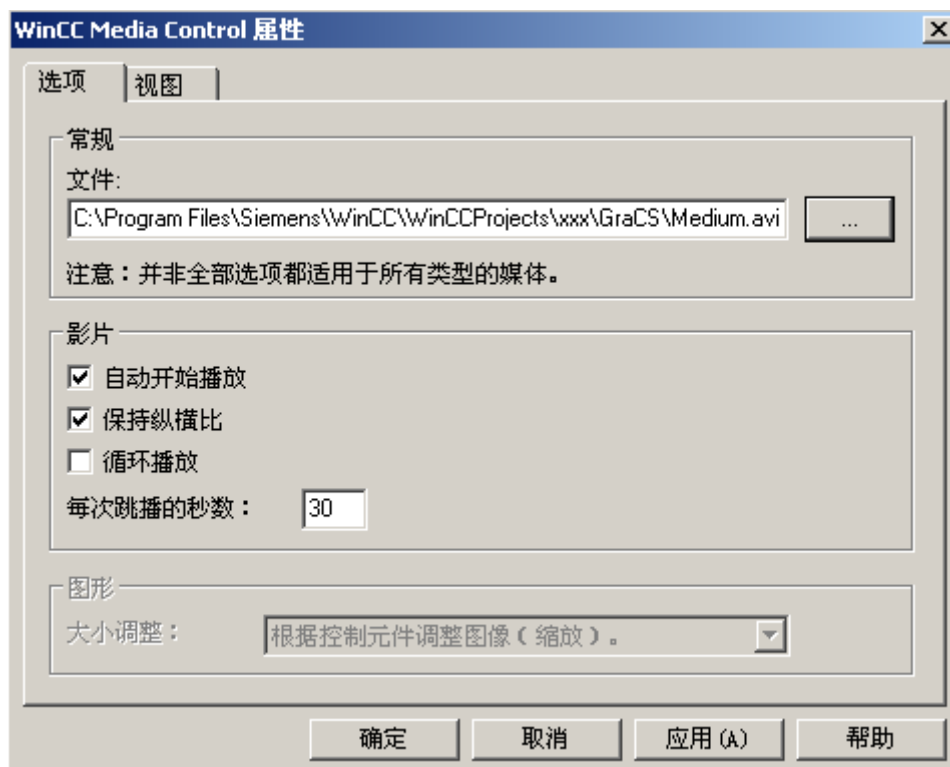 WinCC Media Control 属性
选项
视图
常规
文件:
C:\Program Files\Siemens\WinCC\WinCCProjects\xxx\GraCS\Medium.avi
...
注意：并非全部选项都适用于所有类型的媒体。
影片
自动开始播放
保持纵横比
循环播放
每次跳播的秒数： 30
图形
大小调整： 根据控制元件调整图像（缩放）。
确定 取消 应用(A) 帮助